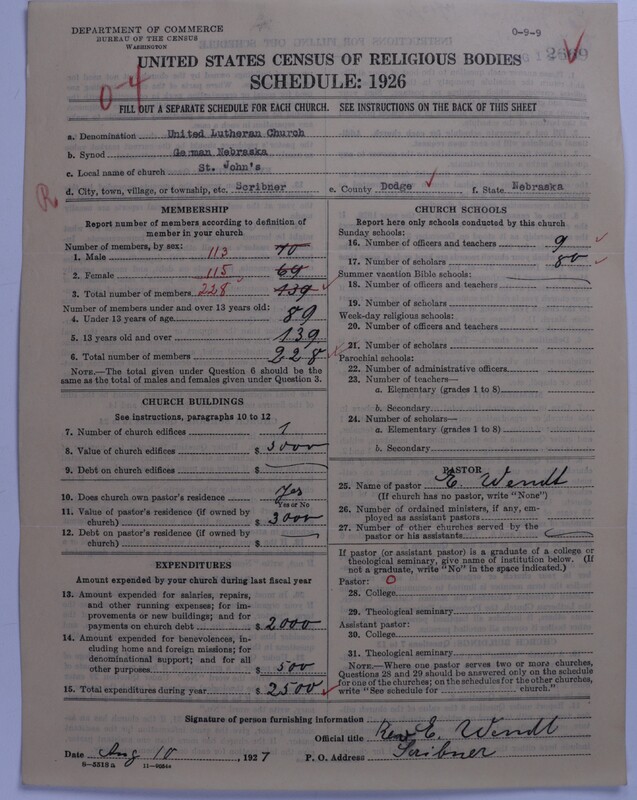 DEPARTMENT OF COMMERCE
BUREAU OF THE CENSUS
WASHINGTON
0-2-9
UNITED STATES CENSUS OF RELIGIOUS BODIES
SCHEDULE: 1926
0-4
FILL OUT A SEPARATE SCHEDULE FOR EACH CHURCH. SEE INSTRUCTIONS ON THE BACK OF THIS SHEET
a. Denomination United Lutheran Church
b. Synod German Nebraska
c. Local name of church St. John's
d. City, town, village, or township, etc. Scribner e. County Dodge f. State Nebraska
R
MEMBERSHIP
Report number of members according to definition of
member in your church
Number of members, by sex:
1. Male 113 70
2. Female 115 69
3. Total number of members 228 139
Number of members under and over 13 years old:
4. Under 13 years of age 89
5. 13 years old and over 139
6. Total number of members 228
NOTE.—The total given under Question 6 should be the
same as the total of males and females given under Question 3.
CHURCH BUILDINGS
See instructions, paragraphs 10 to 12
7. Number of church edifices 1
8. Value of church edifices $ 3000
9. Debt on church edifices $
10. Does church own pastor's residence Yes
Yes or No
11. Value of pastor's residence (if owned by
church) $ 3000
12. Debt on pastor's residence (if owned by
church) $
EXPENDITURES
Amount expended by your church during last fiscal year
13. Amount expended for salaries, repairs,
and other running expenses; for im-
provements or new buildings; and for
payments on church debt $ 2000
14. Amount expended for benevolences,
including home and foreign missions; for
denominational support; and for all
other purposes $ 500
15. Total expenditures during year $ 2500
CHURCH SCHOOLS
Report here only schools conducted by this church
Sunday schools:
16. Number of officers and teachers 9
17. Number of scholars 80
Summer vacation Bible schools:
18. Number of officers and teachers
19. Number of scholars
Week-day religious schools:
20. Number of officers and teachers
21. Number of scholars
Parochial schools:
22. Number of administrative officers
23. Number of teachers—
a. Elementary (grades 1 to 8)
b. Secondary
24. Number of scholars—
a. Elementary (grades 1 to 8)
b. Secondary
PASTOR
25. Name of pastor E. Wendt
(If church has no pastor, write "None")
26. Number of ordained ministers, if any, em-
ployed as assistant pastors
27. Number of other churches served by the
pastor or his assistants
If pastor (or assistant pastor) is a graduate of a college or
theological seminary, give name of institution below. (If
not a graduate, write "No" in the space indicated.)
Pastor: 0
28. College
29. Theological seminary
Assistant pastor:
30. College
31. Theological seminary
NOTE.—Where one pastor serves two or more churches,
Questions 28 and 29 should be answered only on the schedule
for one of the churches; on the schedules for the other churches,
write "See schedule for church."
Signature of person furnishing information
Official title Rev E. Wendt
Date Aug 10, 1927 P. O. Address Scribner
8-5518a